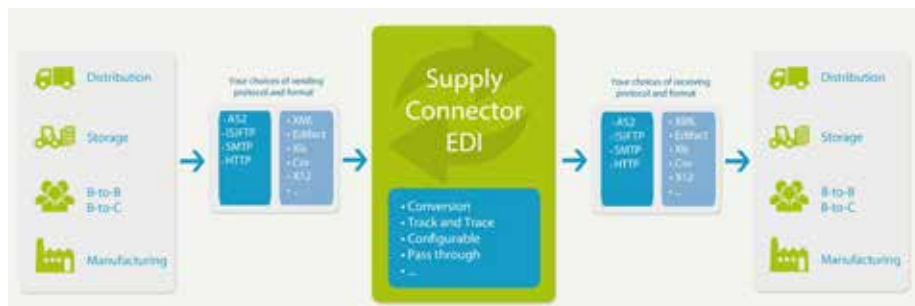 Distribution
Storage
B-to-B
B-to-C
Manufacturing
Your choices of sending
protocol and format
-AS2
-(S)FTP
-SMTP
-HTTP
• XML
• Edifact
• Xls
• Csv
• X12
• ...
Supply
Connector
EDI
• Conversion
• Track and Trace
• Configurable
• Pass through
• ...
Your choices of receiving
protocol and format
-AS2
-(S)FTP
-SMTP
-HTTP
• XML
• Edifact
• Xls
• Csv
• X12
• ...
Distribution
Storage
B-to-B
B-to-C
Manufacturing